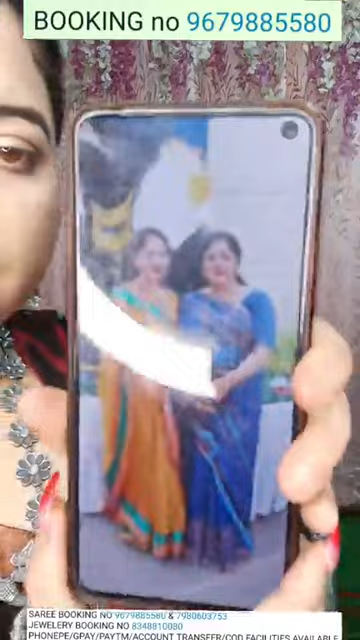 BOOKING no 9679885580
SAREE BOOKING NO 9679885580 & 7980603753
JEWELERY BOOKING NO 8348810080
PHONEPE/GPAY/PAYTM/ACCOUNT TRANSFER/COD FACILITIES AVAILABLE